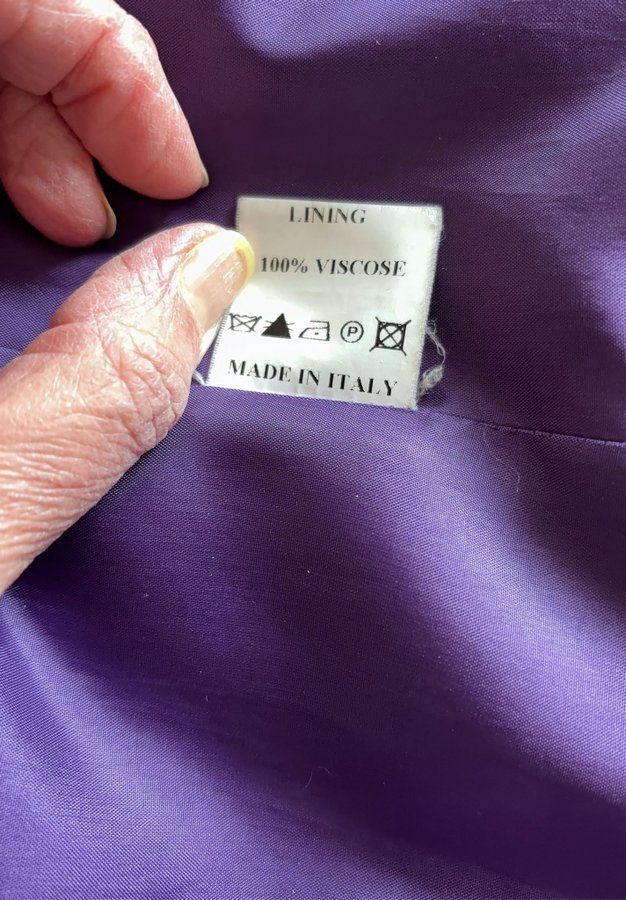 LINING
100% VISCOSE
P
MADE IN ITALY